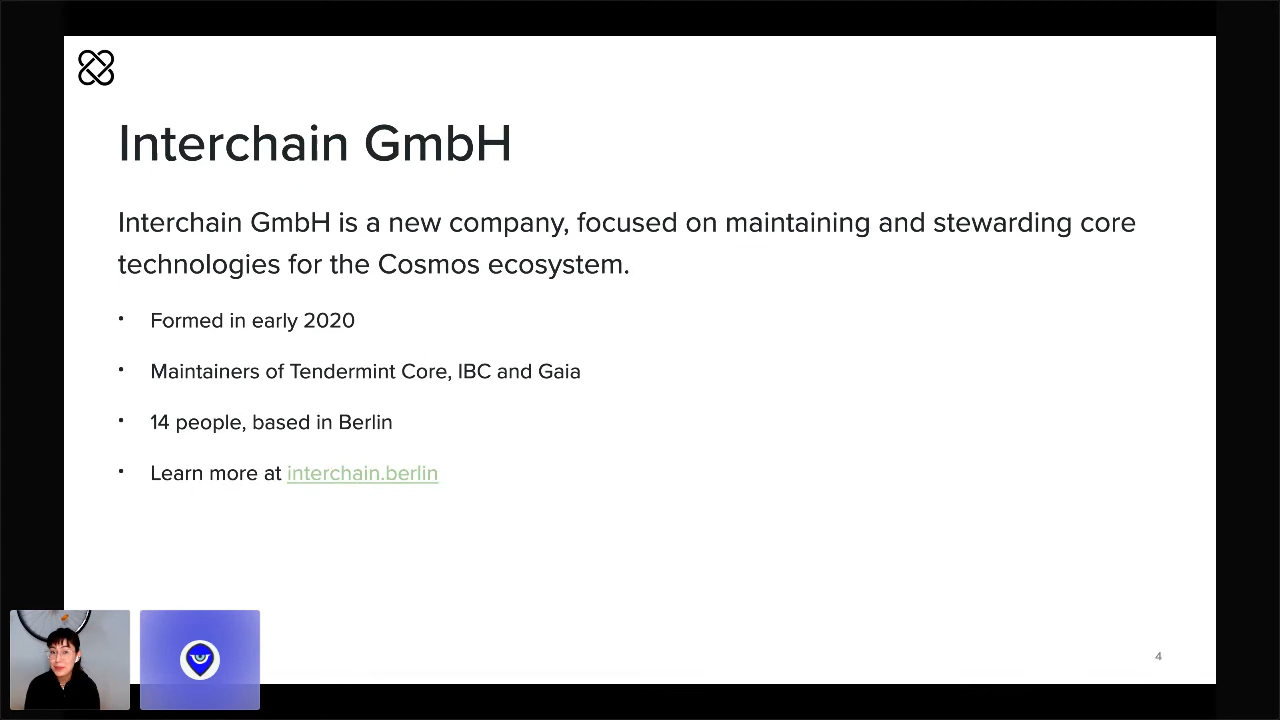 Interchain GmbH
Interchain GmbH is a new company, focused on maintaining and stewarding core
technologies for the Cosmos ecosystem.
• Formed in early 2020
• Maintainers of Tendermint Core, IBC and Gaia
• 14 people, based in Berlin
• Learn more at interchain.berlin
4